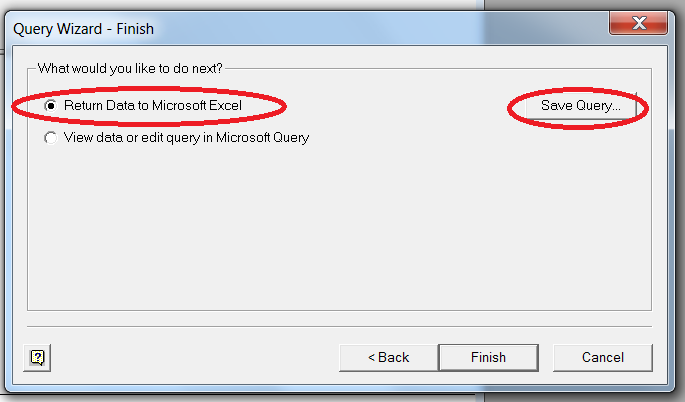 Query Wizard - Finish
What would you like to do next?
Return Data to Microsoft Excel
Save Query...
View data or edit query in Microsoft Query
?
< Back
Finish
Cancel